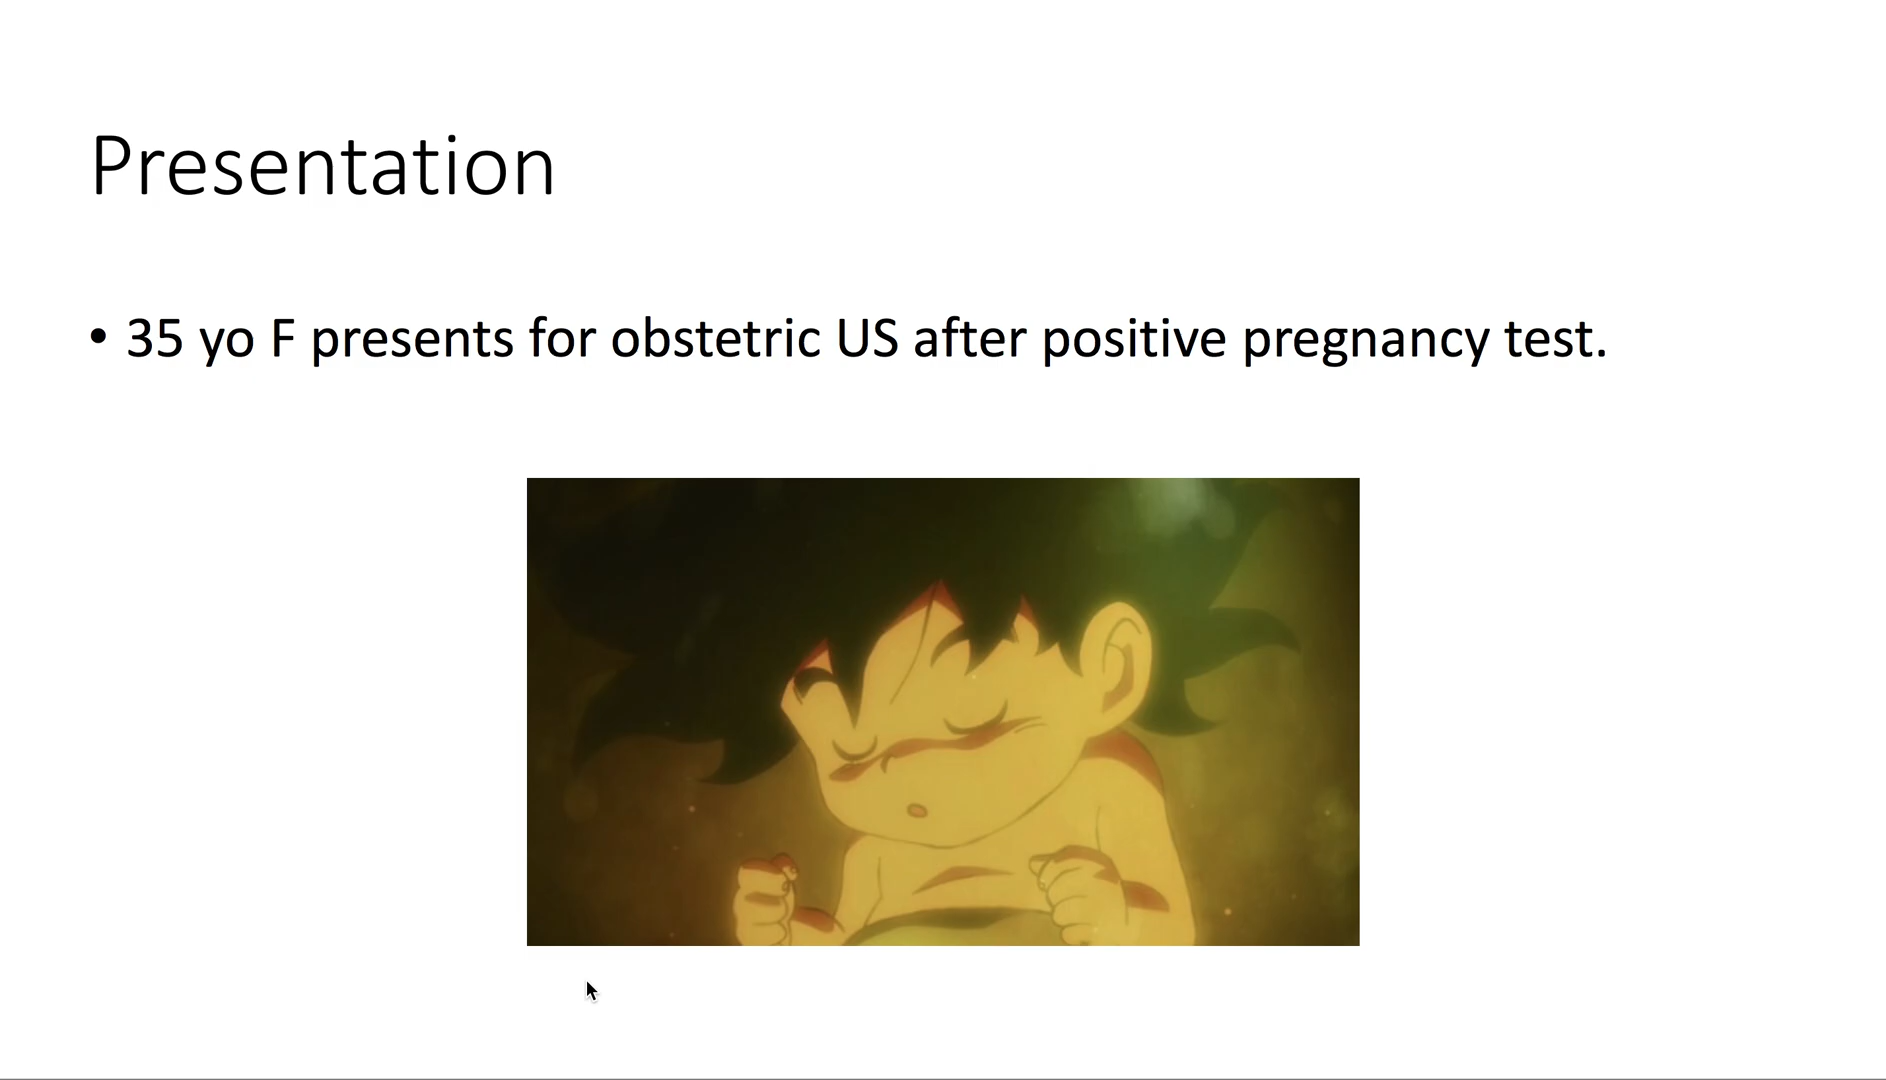 Presentation
• 35 yo F presents for obstetric US after positive pregnancy test.